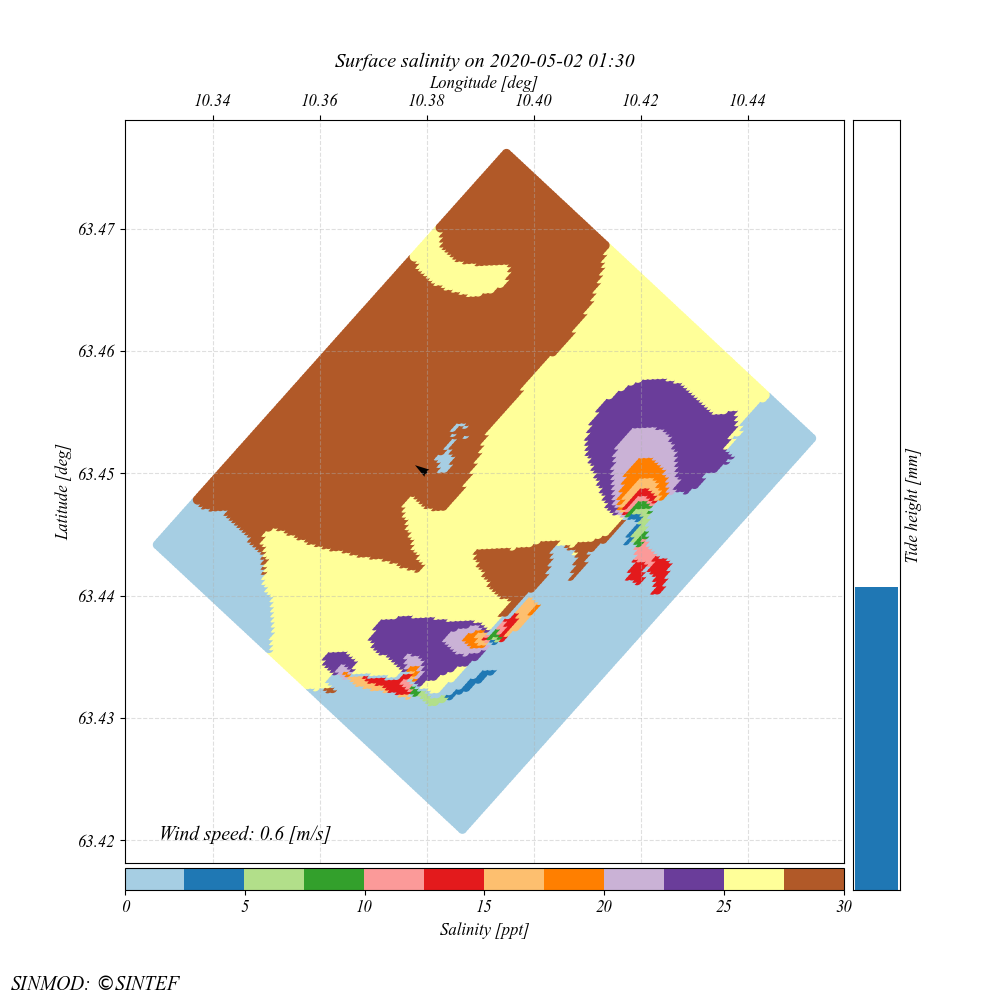 Surface salinity on 2020-05-02 01:30
Longitude [deg]
10.34 10.36 10.38 10.40 10.42 10.44
63.47
63.46
63.45
63.44
63.43
63.42
Latitude [deg]
Tide height [mm]
Wind speed: 0.6 [m/s]
0 5 10 15 20 25 30
Salinity [ppt]
SINMOD: ©SINTEF